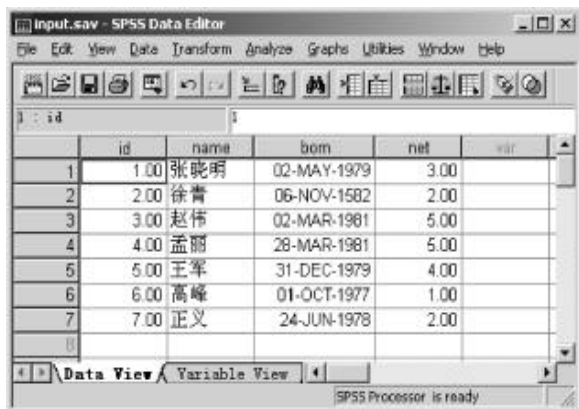 input.sav - SPSS Data Editor
File Edit View Data Transform Analyze Graphs Utilities Window Help
1 : id 1
id name born net var
1 1.00 张晓明 02-MAY-1979 3.00
2 2.00 徐青 06-NOV-1582 2.00
3 3.00 赵伟 02-MAR-1981 5.00
4 4.00 孟丽 28-MAR-1981 5.00
5 5.00 王军 31-DEC-1979 4.00
6 6.00 高峰 01-OCT-1977 1.00
7 7.00 正义 24-JUN-1978 2.00
8
Data View Variable View
SPSS Processor is ready